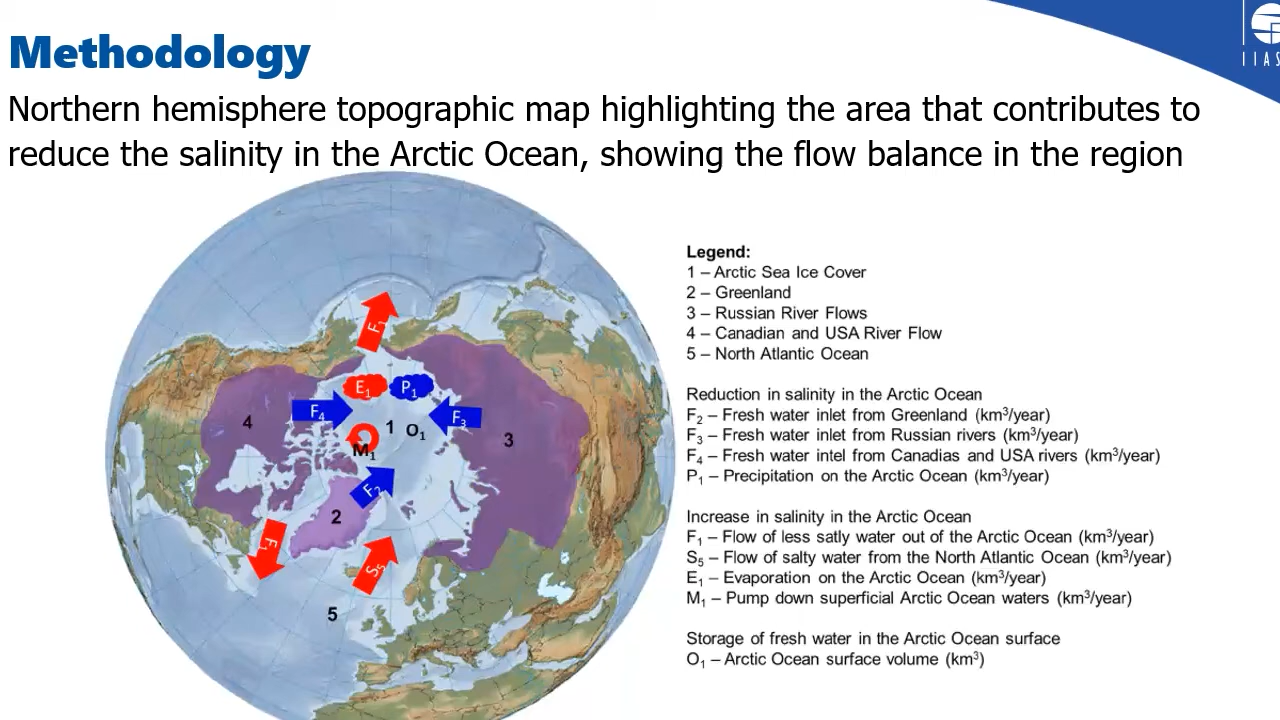 Methodology
Northern hemisphere topographic map highlighting the area that contributes to
reduce the salinity in the Arctic Ocean, showing the flow balance in the region
IIAS
Legend:
1 – Arctic Sea Ice Cover
2 – Greenland
3 – Russian River Flows
4 – Canadian and USA River Flow
5 – North Atlantic Ocean
Reduction in salinity in the Arctic Ocean
F₂ – Fresh water inlet from Greenland (km³/year)
F₃ – Fresh water inlet from Russian rivers (km³/year)
F₄ – Fresh water intel from Canadias and USA rivers (km³/year)
P₁ – Precipitation on the Arctic Ocean (km³/year)
Increase in salinity in the Arctic Ocean
F₁ – Flow of less satly water out of the Arctic Ocean (km³/year)
S₅ – Flow of salty water from the North Atlantic Ocean (km³/year)
E₁ – Evaporation on the Arctic Ocean (km³/year)
M₁ – Pump down superficial Arctic Ocean waters (km³/year)
Storage of fresh water in the Arctic Ocean surface
O₁ – Arctic Ocean surface volume (km³)
F₁
E₁
P₁
F₄
F₃
4
1
O₁
3
M₁
F₂
2
F₁
S₅
5